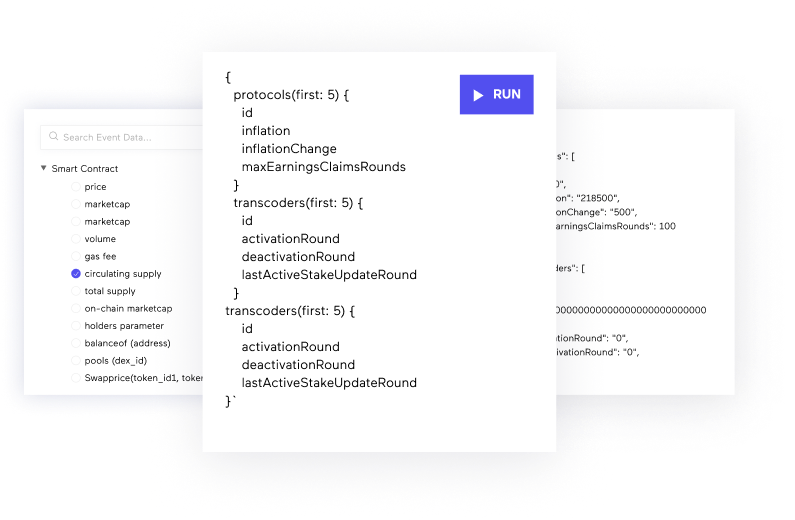 Search Event Data...
Smart Contract
price
marketcap
marketcap
volume
gas fee
circulating supply
total supply
on-chain marketcap
holders parameter
balanceof (address)
pools (dex_id)
Swapprice(token_id1, token
{
protocols(first: 5) {
id
inflation
inflationChange
maxEarningsClaimsRounds
}
transcoders(first: 5) {
id
activationRound
deactivationRound
lastActiveStakeUpdateRound
}
transcoders(first: 5) {
id
activationRound
deactivationRound
lastActiveStakeUpdateRound
}`
RUN
s": [
0",
on": "218500",
onChange": "500",
arningsClaimsRounds": 100
ders": [
ationRound": "0",
tivationRound": "0",